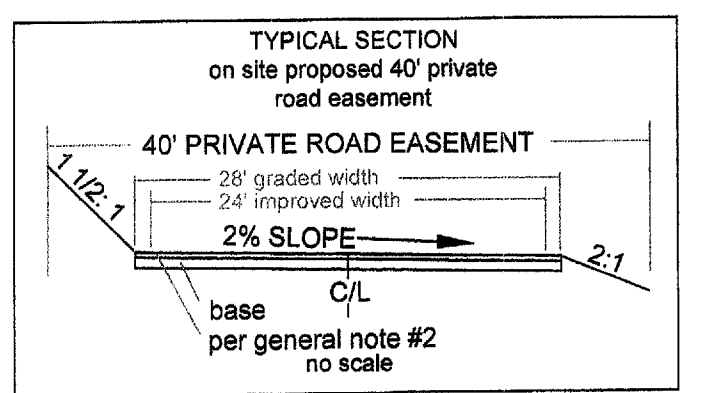 TYPICAL SECTION
on site proposed 40' private
road easement
40' PRIVATE ROAD EASEMENT
1 1/2: 1
28' graded width
24' improved width
2% SLOPE
2:1
C/L
base
per general note #2
no scale